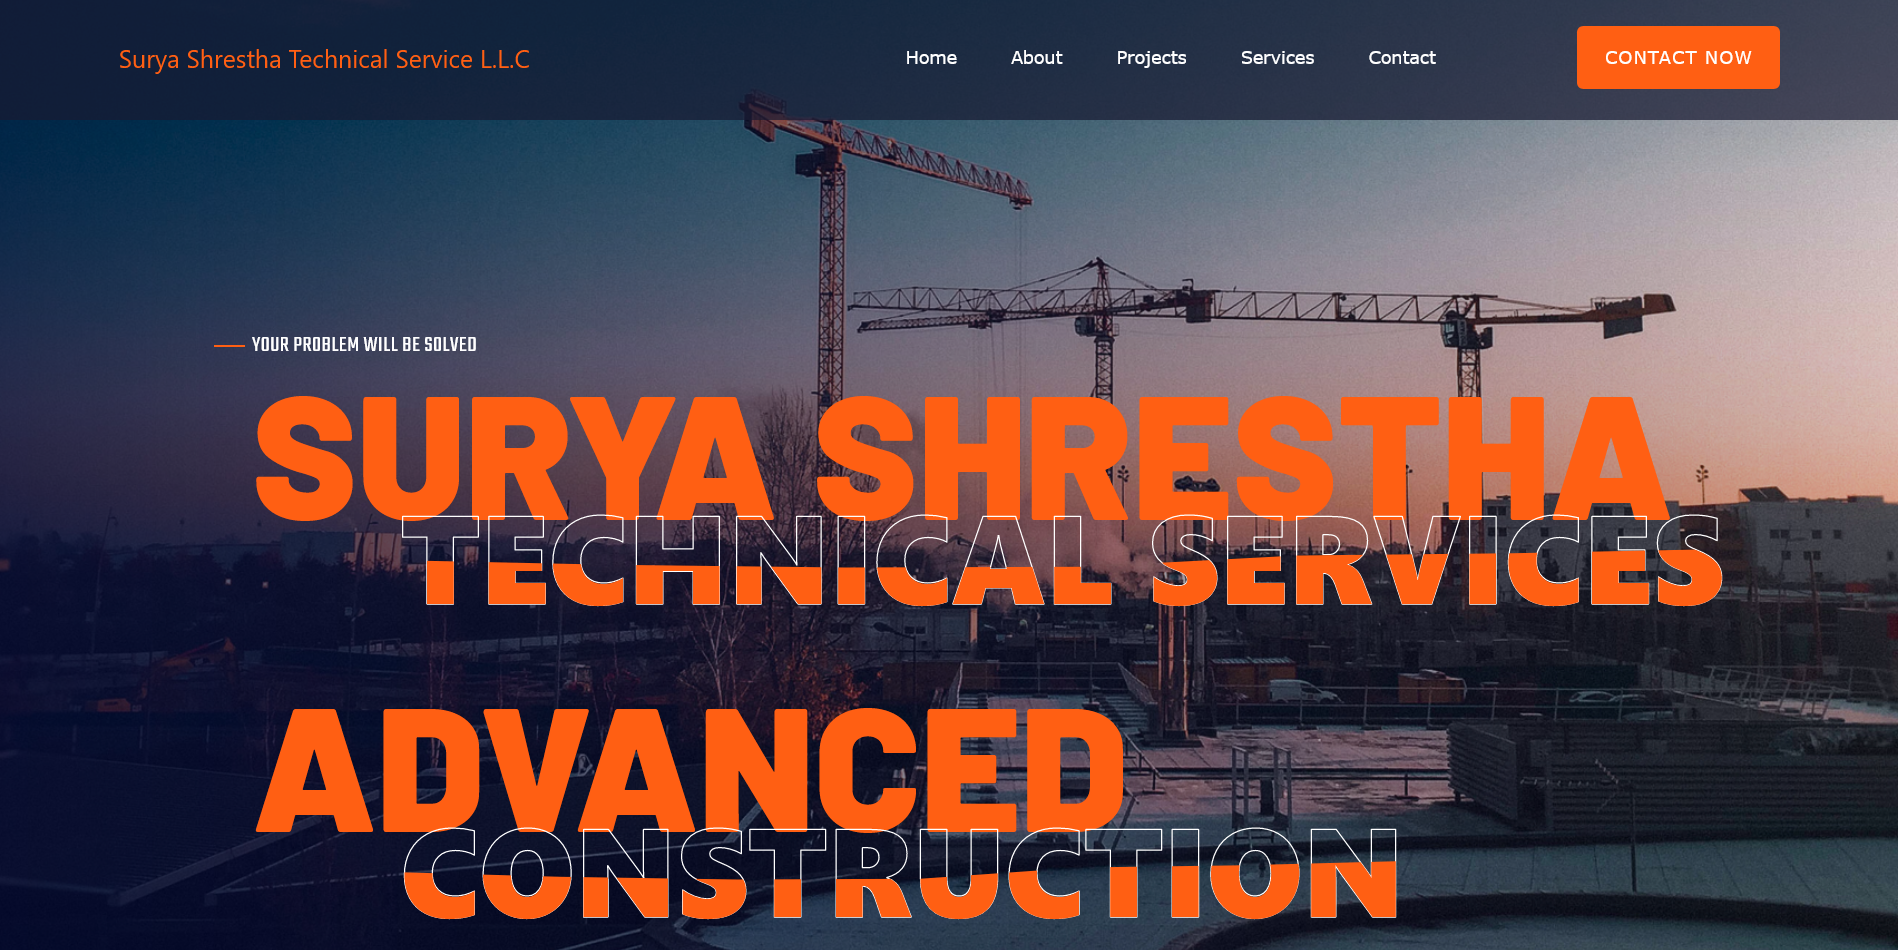 Surya Shrestha Technical Service L.L.C
Home About Projects Services Contact
CONTACT NOW
YOUR PROBLEM WILL BE SOLVED
SURYA SHRESTHA
TECHNICAL SERVICES
ADVANCED
CONSTRUCTION